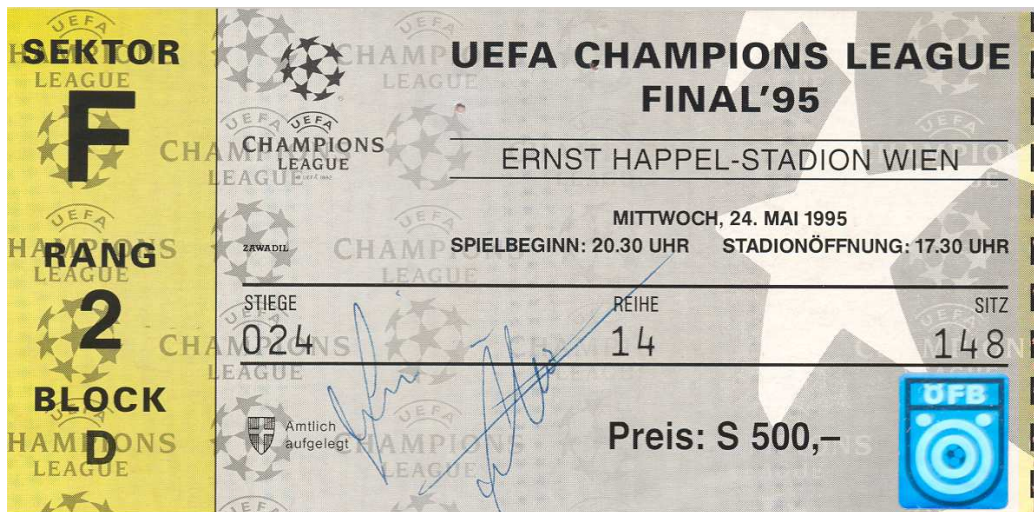 SEKTOR
F
RANG
2
BLOCK
D
UEFA
CHAMPIONS
LEAGUE
UEFA CHAMPIONS LEAGUE
FINAL'95
ERNST HAPPEL-STADION WIEN
MITTWOCH, 24. MAI 1995
ZAWADIL
SPIELBEGINN: 20.30 UHR STADIONÖFFNUNG: 17.30 UHR
STIEGE REIHE SITZ
024 14 148
Amtlich
aufgelegt
Preis: S 500,–
ÖFB